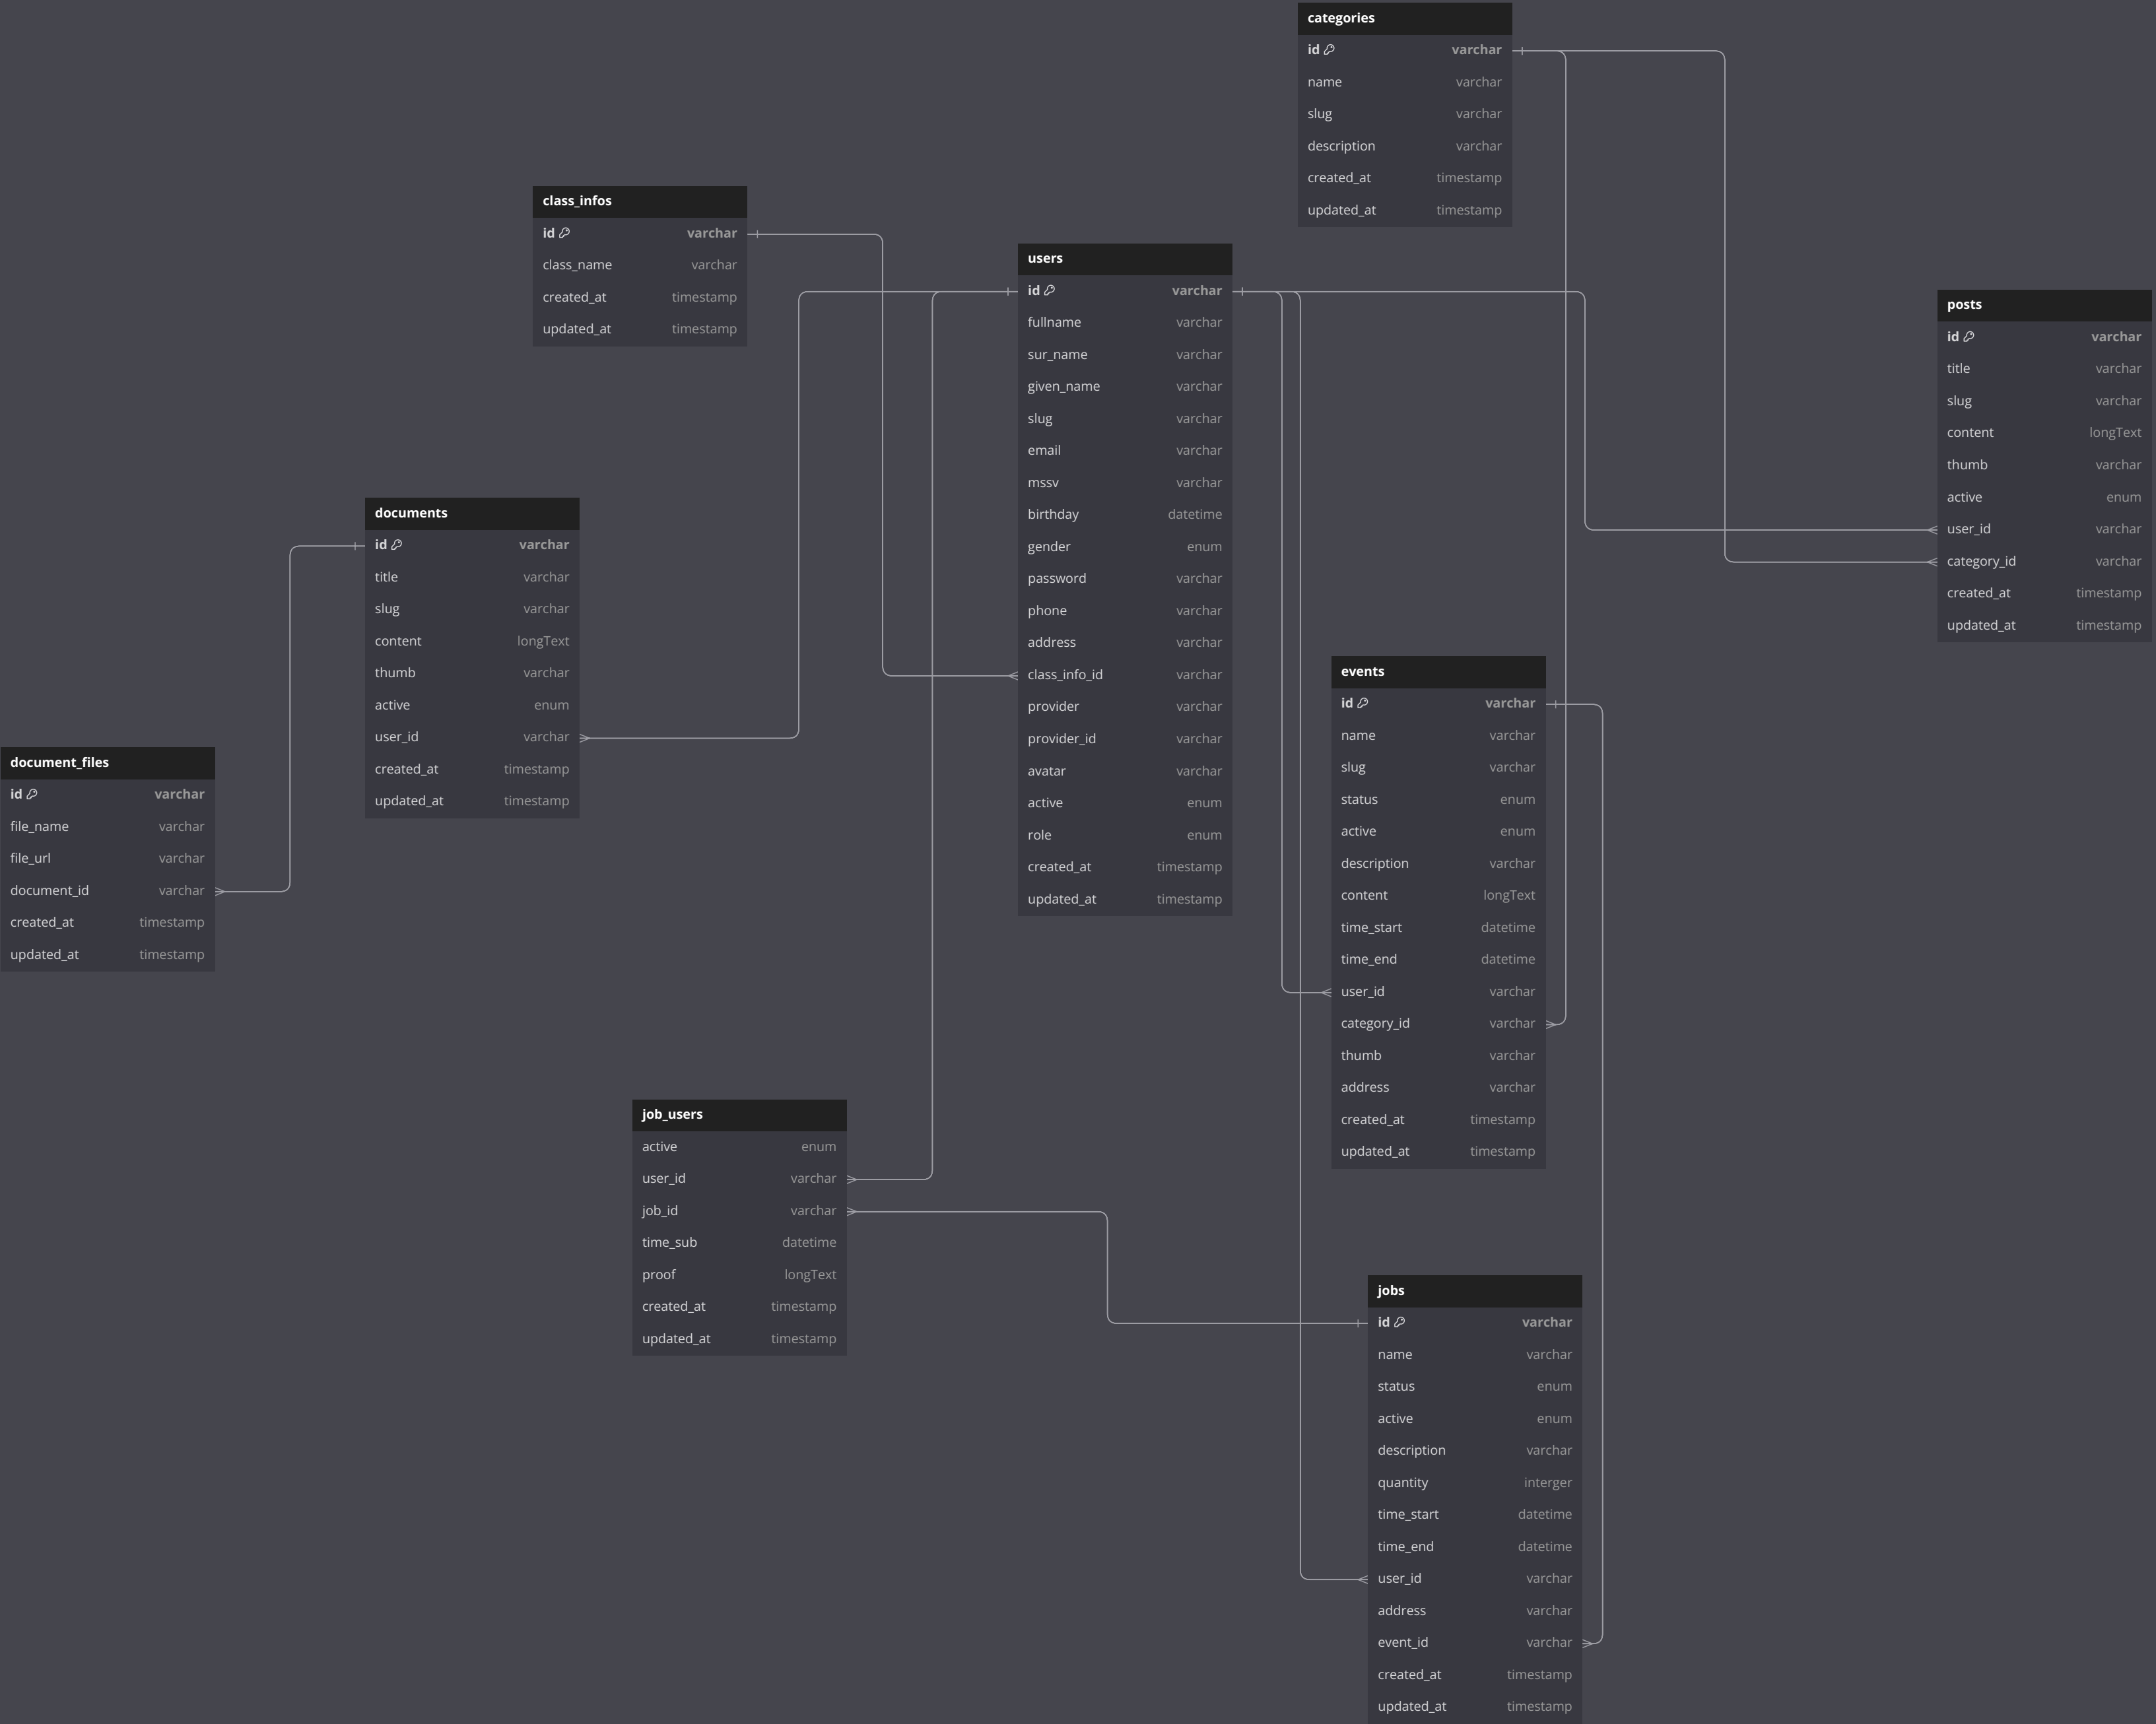 categories
id varchar
name varchar
slug varchar
description varchar
created_at timestamp
updated_at timestamp
class_infos
id varchar
class_name varchar
created_at timestamp
updated_at timestamp
users
id varchar
fullname varchar
sur_name varchar
given_name varchar
slug varchar
email varchar
mssv varchar
birthday datetime
gender enum
password varchar
phone varchar
address varchar
class_info_id varchar
provider varchar
provider_id varchar
avatar varchar
active enum
role enum
created_at timestamp
updated_at timestamp
posts
id varchar
title varchar
slug varchar
content longText
thumb varchar
active enum
user_id varchar
category_id varchar
created_at timestamp
updated_at timestamp
documents
id varchar
title varchar
slug varchar
content longText
thumb varchar
active enum
user_id varchar
created_at timestamp
updated_at timestamp
events
id varchar
name varchar
slug varchar
status enum
active enum
description varchar
content longText
time_start datetime
time_end datetime
user_id varchar
category_id varchar
thumb varchar
address varchar
created_at timestamp
updated_at timestamp
document_files
id varchar
file_name varchar
file_url varchar
document_id varchar
created_at timestamp
updated_at timestamp
job_users
active enum
user_id varchar
job_id varchar
time_sub datetime
proof longText
created_at timestamp
updated_at timestamp
jobs
id varchar
name varchar
status enum
active enum
description varchar
quantity interger
time_start datetime
time_end datetime
user_id varchar
address varchar
event_id varchar
created_at timestamp
updated_at timestamp